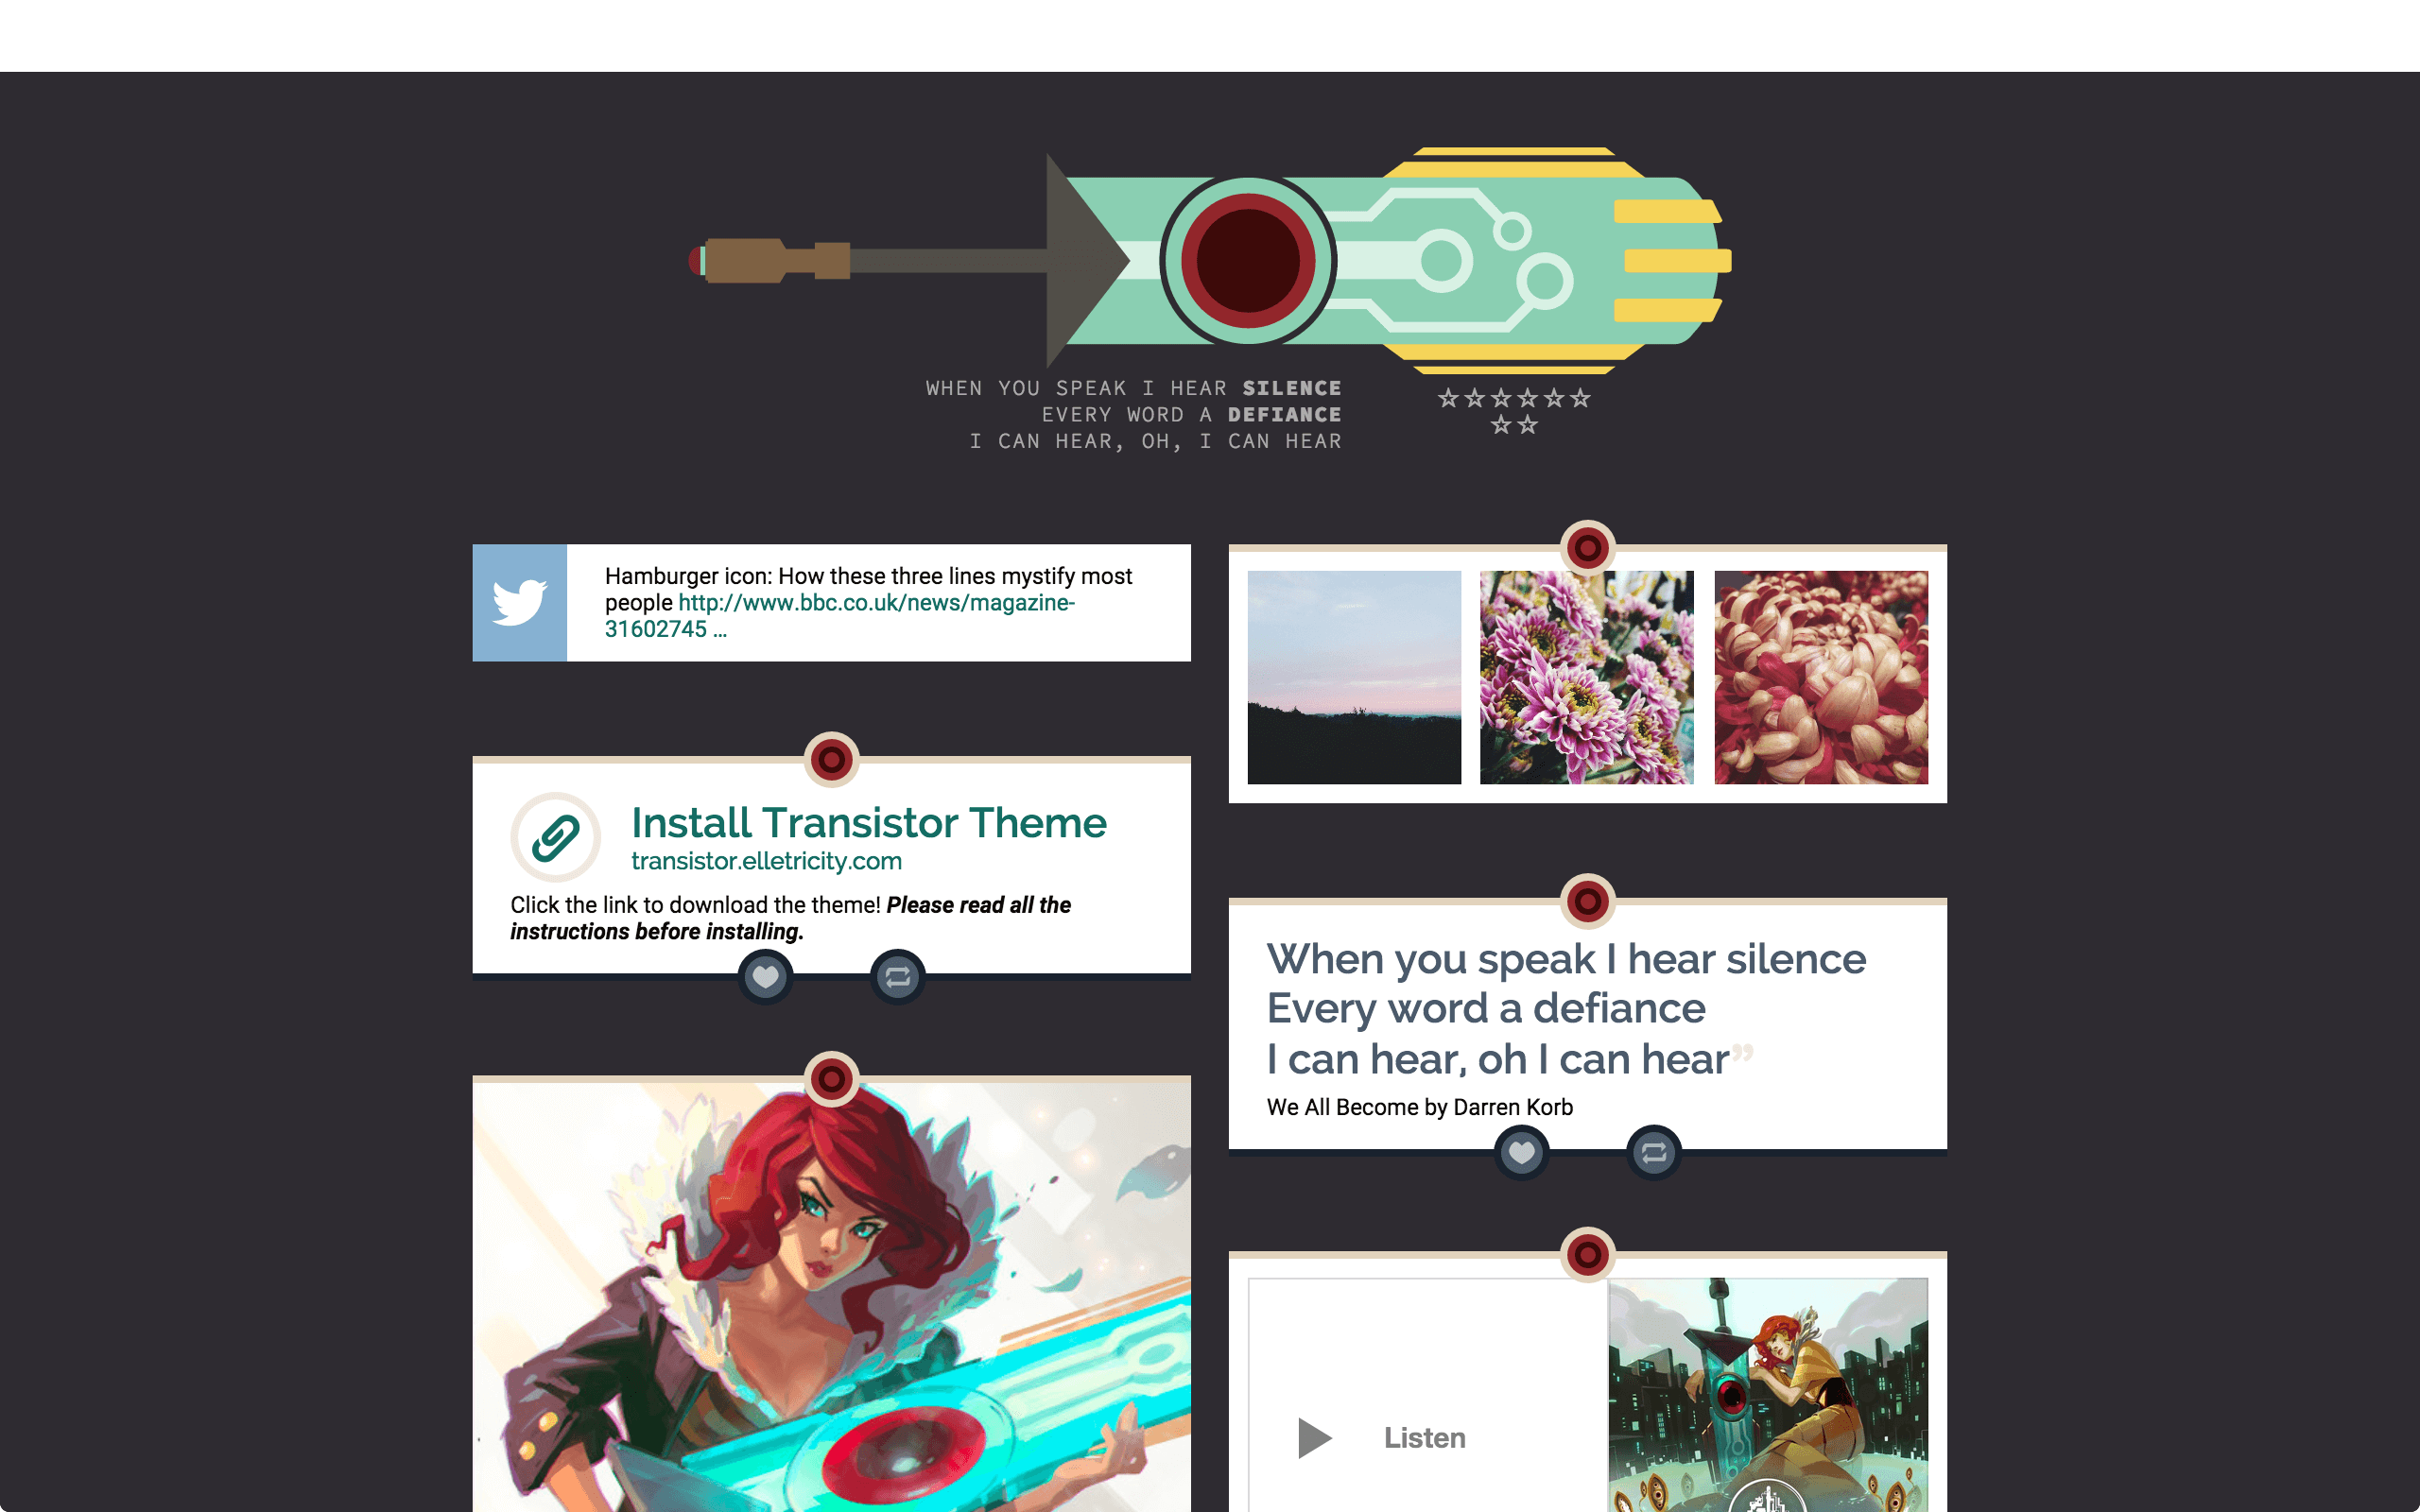 WHEN YOU SPEAK I HEAR SILENCE
EVERY WORD A DEFIANCE
I CAN HEAR, OH, I CAN HEAR
☆☆☆☆☆☆
☆☆
Hamburger icon: How these three lines mystify most
people http://www.bbc.co.uk/news/magazine-
31602745 ...
Install Transistor Theme
transistor.elletricity.com
Click the link to download the theme! Please read all the
instructions before installing.
When you speak I hear silence
Every word a defiance
I can hear, oh I can hear”
We All Become by Darren Korb
Listen